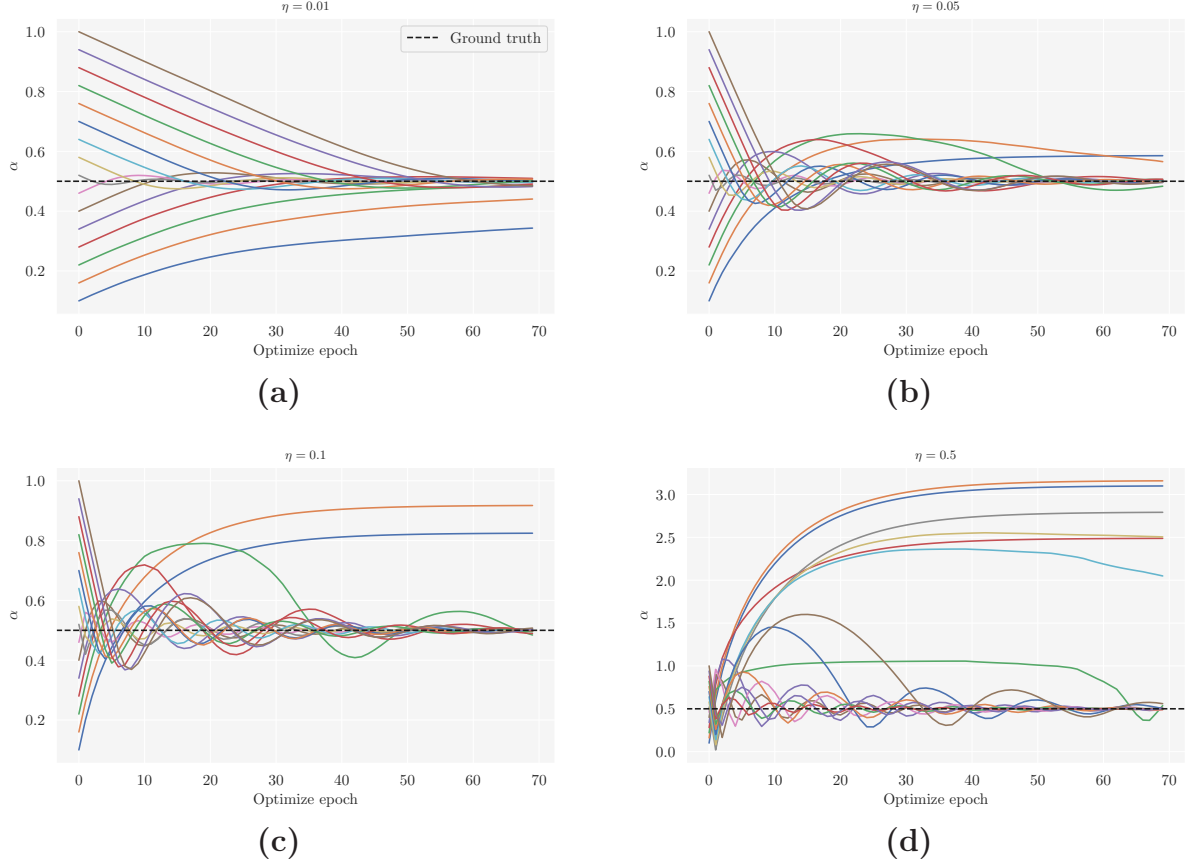 η = 0.01
1.0
0.8
0.6
0.4
0.2
α
Ground truth
0 10 20 30 40 50 60 70
Optimize epoch
(a)
η = 0.05
1.0
0.8
0.6
0.4
0.2
α
0 10 20 30 40 50 60 70
Optimize epoch
(b)
η = 0.1
1.0
0.8
0.6
0.4
0.2
α
0 10 20 30 40 50 60 70
Optimize epoch
(c)
η = 0.5
3.0
2.5
2.0
1.5
1.0
0.5
0.0
α
0 10 20 30 40 50 60 70
Optimize epoch
(d)